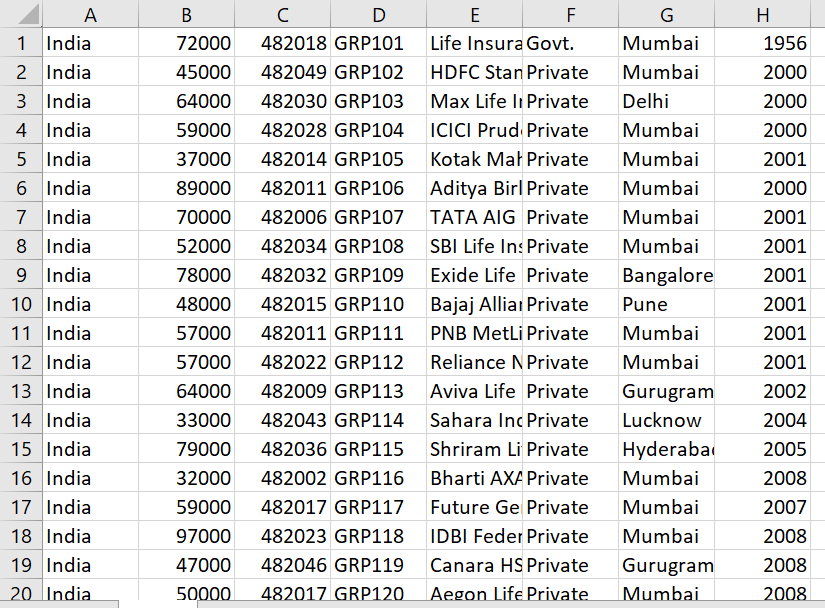 A B C D E F G H
1 India 72000 482018 GRP101 Life Insura Govt. Mumbai 1956
2 India 45000 482049 GRP102 HDFC Stan Private Mumbai 2000
3 India 64000 482030 GRP103 Max Life In Private Delhi 2000
4 India 59000 482028 GRP104 ICICI Prude Private Mumbai 2000
5 India 37000 482014 GRP105 Kotak Mah Private Mumbai 2001
6 India 89000 482011 GRP106 Aditya Birl Private Mumbai 2000
7 India 70000 482006 GRP107 TATA AIG Private Mumbai 2001
8 India 52000 482034 GRP108 SBI Life Ins Private Mumbai 2001
9 India 78000 482032 GRP109 Exide Life Private Bangalore 2001
10 India 48000 482015 GRP110 Bajaj Allian Private Pune 2001
11 India 57000 482011 GRP111 PNB MetLi Private Mumbai 2001
12 India 57000 482022 GRP112 Reliance N Private Mumbai 2001
13 India 64000 482009 GRP113 Aviva Life Private Gurugram 2002
14 India 33000 482043 GRP114 Sahara Ind Private Lucknow 2004
15 India 79000 482036 GRP115 Shriram Li Private Hyderabad 2005
16 India 32000 482002 GRP116 Bharti AXA Private Mumbai 2008
17 India 59000 482017 GRP117 Future Ge Private Mumbai 2007
18 India 97000 482023 GRP118 IDBI Feder Private Mumbai 2008
19 India 47000 482046 GRP119 Canara HS Private Gurugram 2008
20 India 50000 482017 GRP120 Aegon Life Private Mumbai 2008